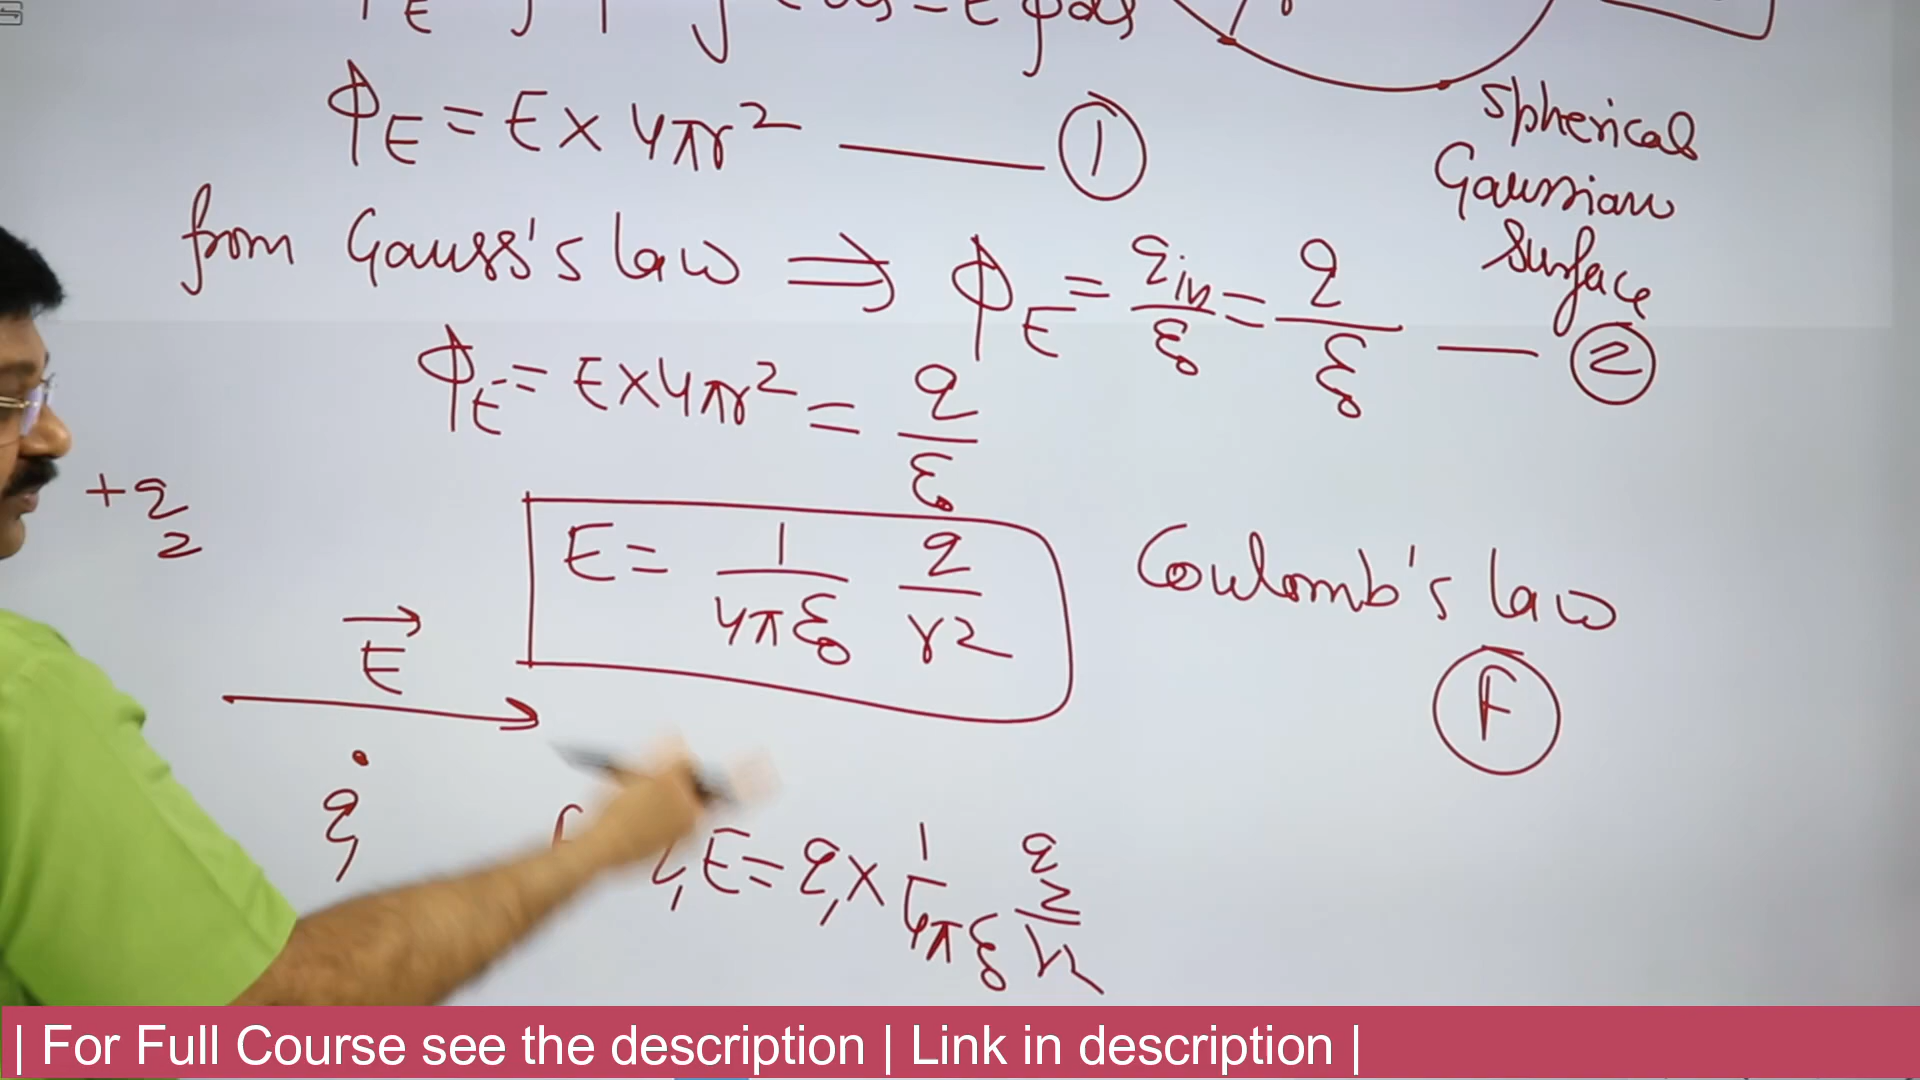 Φ_E = E × 4πr² —— ①
spherical
Gaussian
surface
from Gauss's law ⇒ Φ_E = q_in/ε₀ = q/ε₀ — ②
Φ_E = E × 4πr² = q/ε₀
+q₂
E = 1/4πε₀ q/r²
Coulomb's law
E⃗
F
q₁
q₁E = q₁ × 1/4πε₀ q₂/r²
| For Full Course see the description | Link in description |